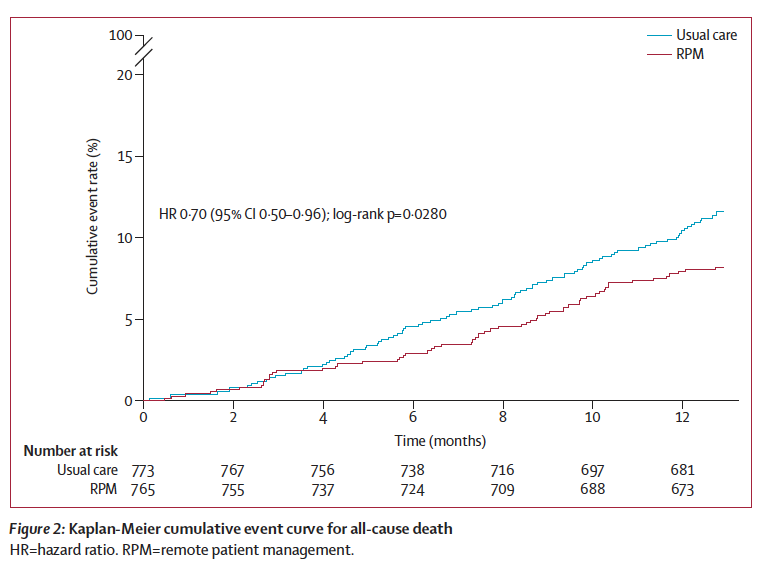 100
20
15
10
5
0
Cumulative event rate (%)
Usual care
RPM
HR 0·70 (95% CI 0·50–0·96); log-rank p=0·0280
0 2 4 6 8 10 12
Time (months)
Number at risk
Usual care 773 767 756 738 716 697 681
RPM 765 755 737 724 709 688 673
Figure 2: Kaplan-Meier cumulative event curve for all-cause death
HR=hazard ratio. RPM=remote patient management.